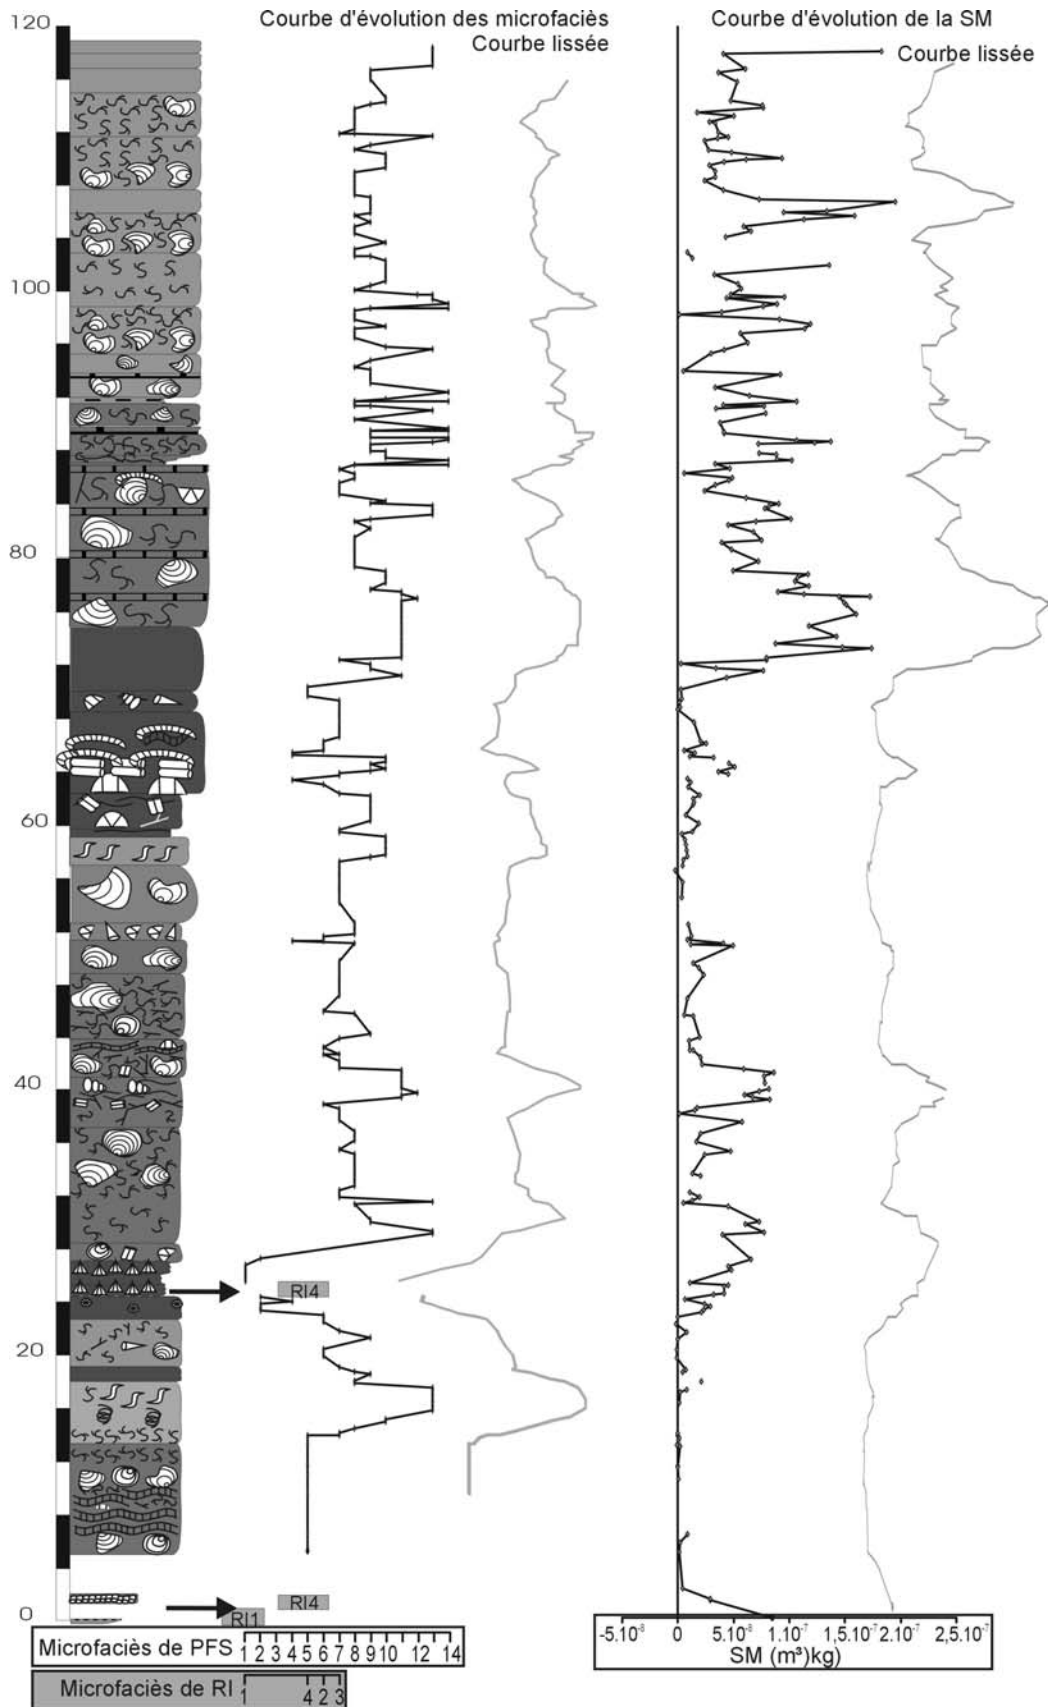 120
Courbe d'évolution des microfaciès
Courbe lissée
Courbe d'évolution de la SM
Courbe lissée
100
80
60
40
RI4
20
RI4
0
RI1
Microfaciès de PFS 1 2 3 4 5 6 7 8 9 10 12 14
-5.10⁻⁸ 0 5.10⁻⁸ 1.10⁻⁷ 1,5.10⁻⁷ 2.10⁻⁷ 2,5.10⁻⁷
SM (m³)kg)
Microfaciès de RI 1 4 2 3